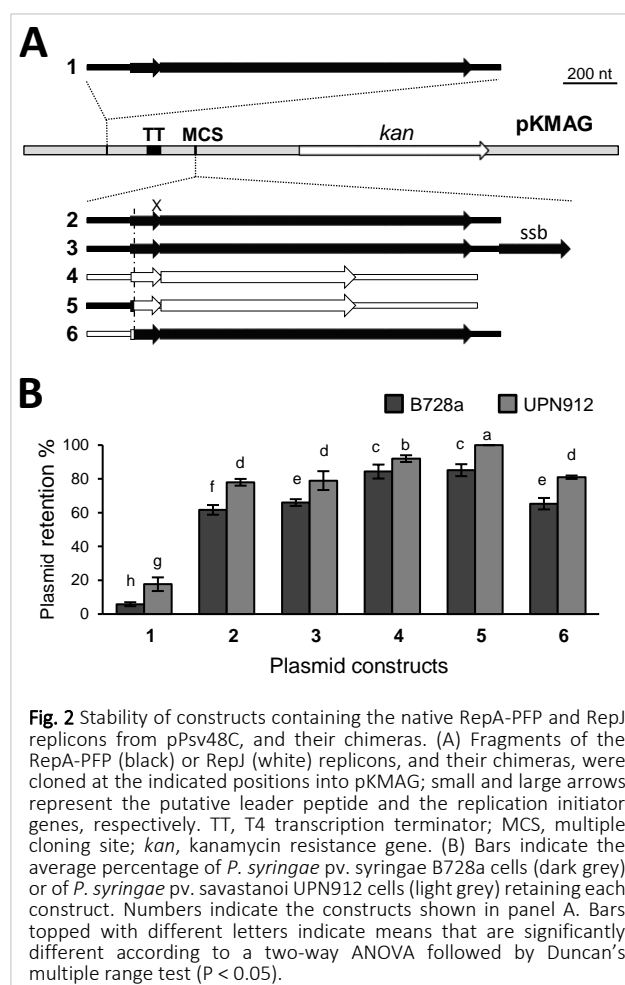 A
1
200 nt
TT MCS kan pKMAG
X
2
3 ssb
4
5
6
B
B728a UPN912
Plasmid retention %
100
80
60
40
20
0
h g f d e d c b c a e d
1 2 3 4 5 6
Plasmid constructs
Fig. 2 Stability of constructs containing the native RepA-PFP and RepJ
replicons from pPsv48C, and their chimeras. (A) Fragments of the
RepA-PFP (black) or RepJ (white) replicons, and their chimeras, were
cloned at the indicated positions into pKMAG; small and large arrows
represent the putative leader peptide and the replication initiator
genes, respectively. TT, T4 transcription terminator; MCS, multiple
cloning site; kan, kanamycin resistance gene. (B) Bars indicate the
average percentage of P. syringae pv. syringae B728a cells (dark grey)
or of P. syringae pv. savastanoi UPN912 cells (light grey) retaining each
construct. Numbers indicate the constructs shown in panel A. Bars
topped with different letters indicate means that are significantly
different according to a two-way ANOVA followed by Duncan's
multiple range test (P < 0.05).